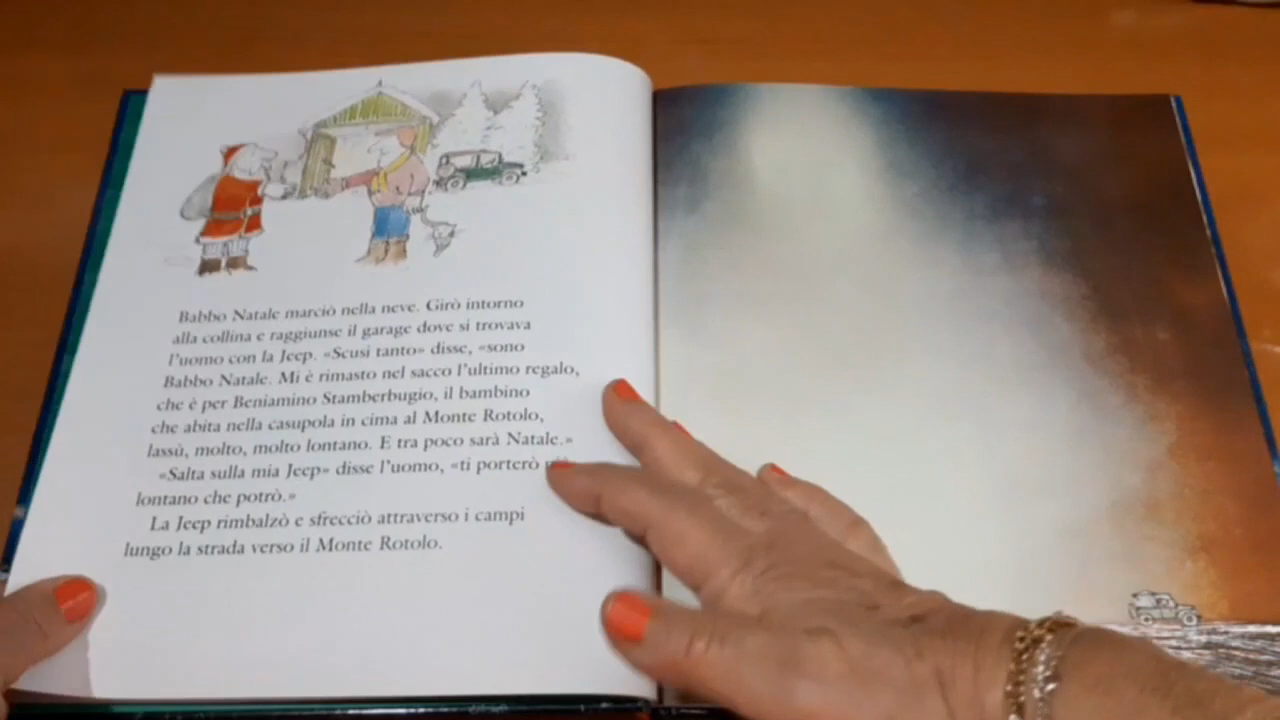 Babbo Natale marciò nella neve. Girò intorno
alla collina e raggiunse il garage dove si trovava
l'uomo con la Jeep. «Scusi tanto» disse, «sono
Babbo Natale. Mi è rimasto nel sacco l'ultimo regalo,
che è per Beniamino Stamberbugio, il bambino
che abita nella casupola in cima al Monte Rotolo,
lassù, molto, molto lontano. E tra poco sarà Natale.»
«Salta sulla mia Jeep» disse l'uomo, «ti porterò
lontano che potrò.»
La Jeep rimbalzò e sfrecciò attraverso i campi
lungo la strada verso il Monte Rotolo.